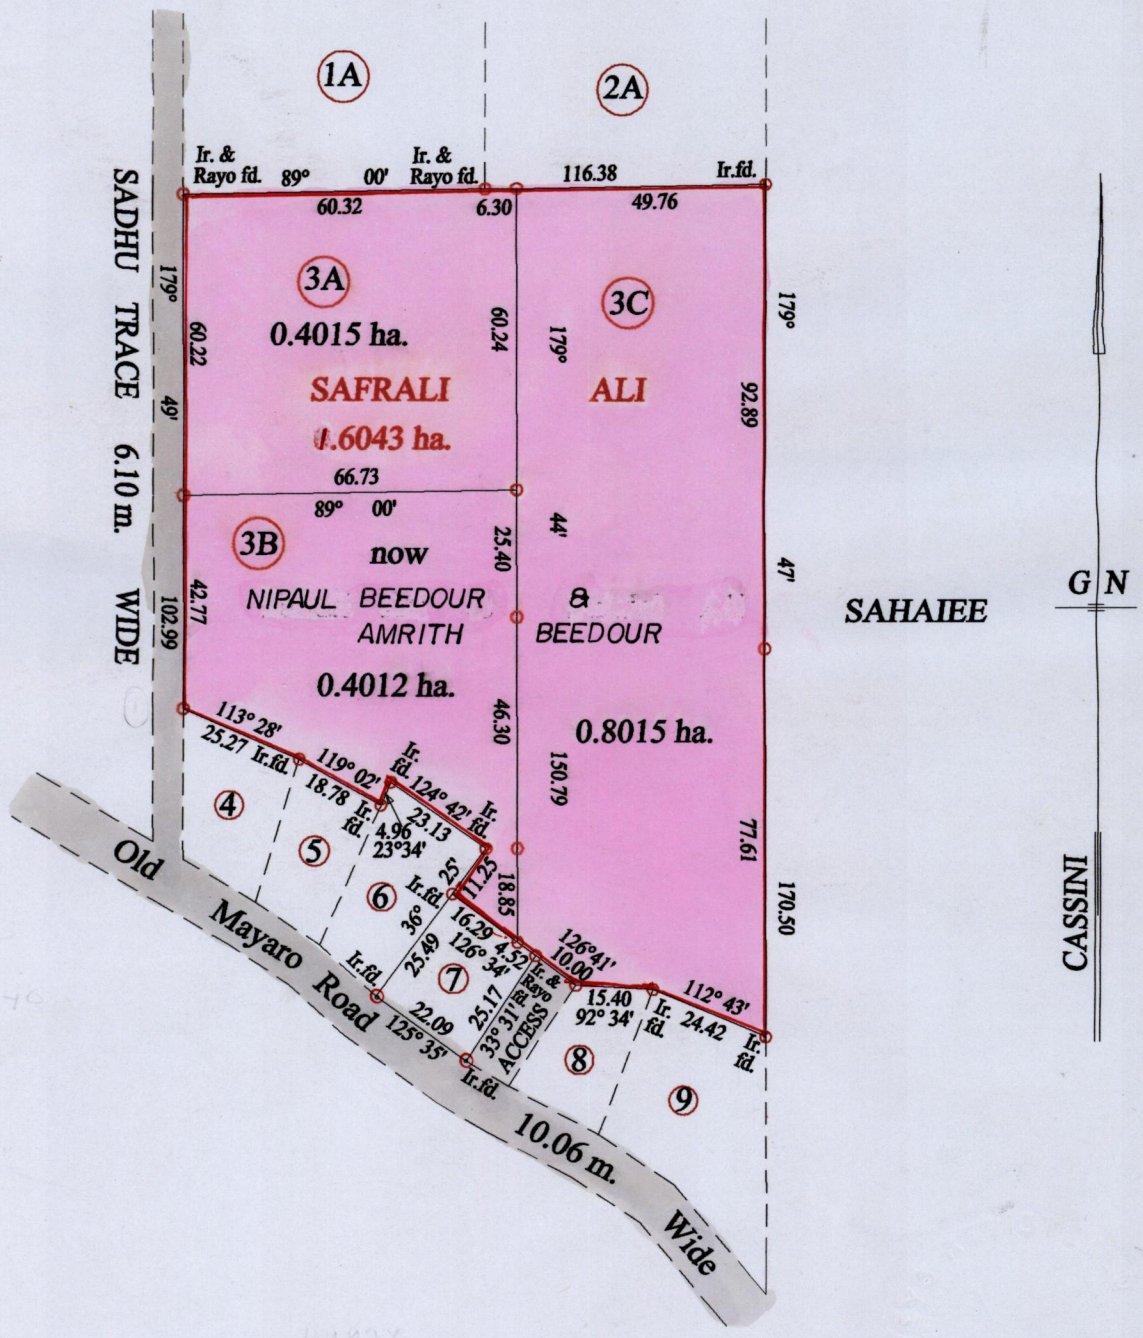 1A
2A
Ir. &
Rayo fd.
89° 00'
Ir. &
Rayo fd.
116.38
Ir.fd.
60.32
6.30
49.76
SADHU TRACE 6.10 m. WIDE
179° 49'
60.22
102.99
42.77
3A
0.4015 ha.
60.24
3C
179° 44'
150.79
179° 47'
170.50
92.89
77.61
SAFRALI ALI
1.6043 ha.
66.73
89° 00'
3B
now
25.40
NIPAUL BEEDOUR &
AMRITH BEEDOUR
0.4012 ha.
46.30
0.8015 ha.
SAHAIEE
G N
CASSINI
113° 28'
25.27
Ir.fd.
119° 02'
18.78
Ir.
fd.
Ir.
fd.
4.96
23°34'
124° 42'
23.13
Ir.
fd.
25'
11.25
18.85
Ir.fd.
36°
25.49
16.29
126° 34'
4.52
Ir. &
Rayo
fd.
126°41'
10.00
15.40
92° 34'
Ir.
fd.
112° 43'
24.42
Ir.
fd.
4
5
6
7
8
9
Ir.fd.
22.09
125° 35'
25.17
33° 31'
ACCESS
Ir.fd.
Old Mayaro Road 10.06 m. Wide